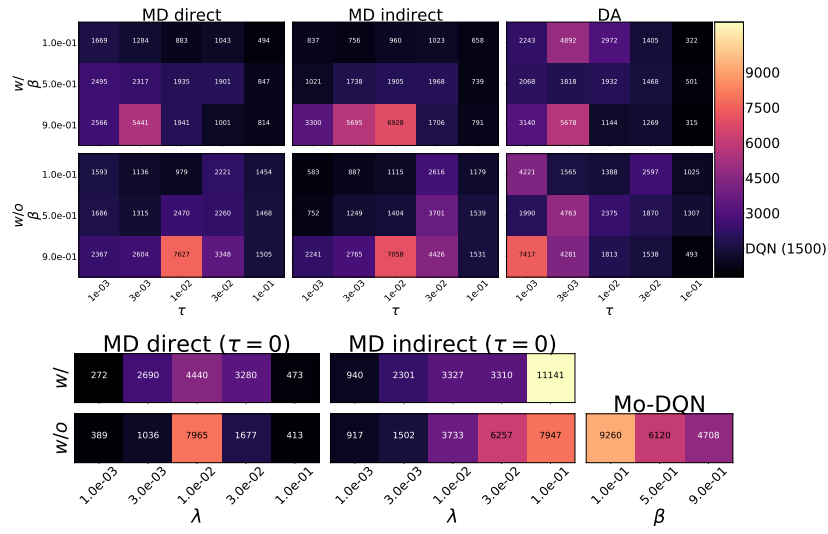 MD direct
MD indirect
DA
w/
β
1.0e-01
5.0e-01
9.0e-01
1669 1284 883 1043 494
2495 2317 1935 1901 847
2566 5441 1941 1001 814
837 756 960 1023 658
1021 1738 1905 1968 739
3300 5695 6928 1706 791
2243 4892 2972 1405 322
2068 1818 1932 1468 501
3140 5678 1144 1269 315
w/o
β
1.0e-01
5.0e-01
9.0e-01
1593 1136 979 2221 1454
1686 1315 2470 2260 1468
2367 2604 7627 3348 1505
583 887 1115 2616 1179
752 1249 1404 3701 1539
2241 2765 7058 4426 1531
4221 1565 1388 2597 1025
1990 4763 2375 1870 1307
7417 4281 1813 1538 493
1e-03 3e-03 1e-02 3e-02 1e-01
τ
1e-03 3e-03 1e-02 3e-02 1e-01
τ
1e-03 3e-03 1e-02 3e-02 1e-01
τ
9000
7500
6000
4500
3000
DQN (1500)
MD direct (τ = 0)
MD indirect (τ = 0)
w/
272 2690 4440 3280 473
940 2301 3327 3310 11141
w/o
389 1036 7965 1677 413
917 1502 3733 6257 7947
Mo-DQN
9260 6120 4708
1.0e-03 3.0e-03 1.0e-02 3.0e-02 1.0e-01
λ
1.0e-03 3.0e-03 1.0e-02 3.0e-02 1.0e-01
λ
1.0e-01 5.0e-01 9.0e-01
β